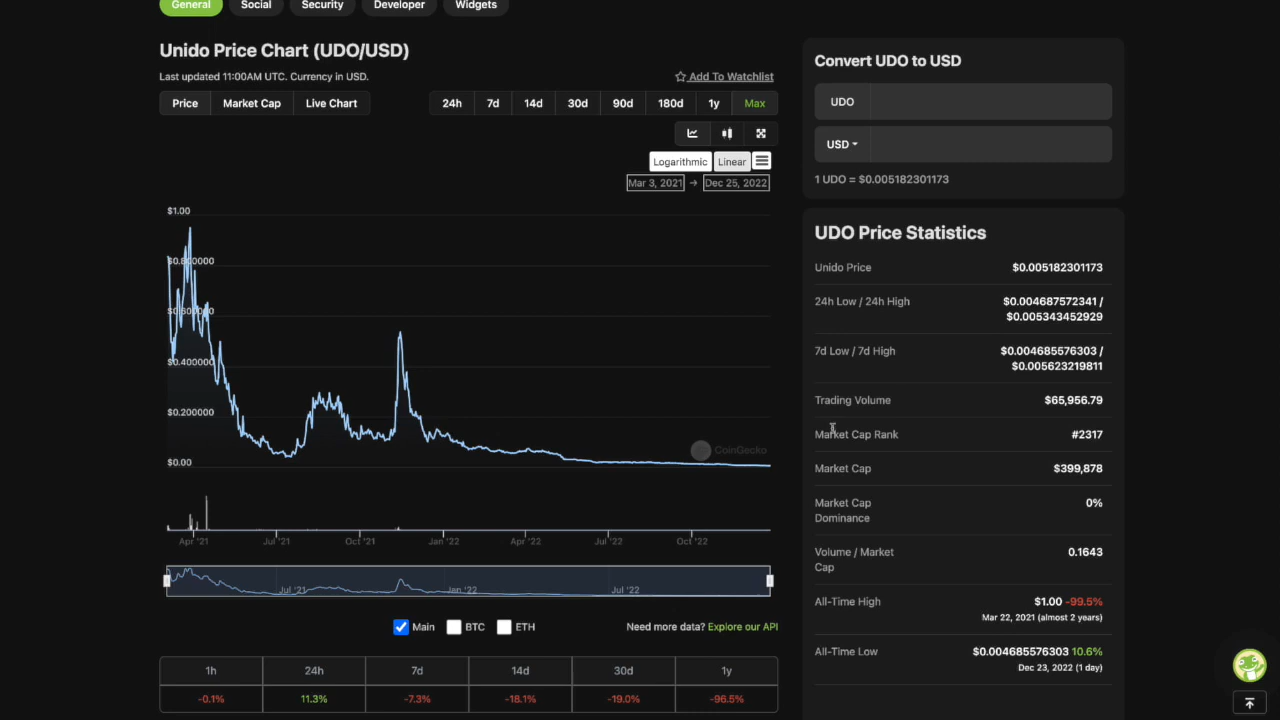 General Social Security Developer Widgets
Unido Price Chart (UDO/USD)
Last updated 11:00AM UTC. Currency in USD.
Add To Watchlist
Price Market Cap Live Chart
24h 7d 14d 30d 90d 180d 1y Max
Logarithmic Linear
Mar 3, 2021 → Dec 25, 2022
$1.00
$0.800000
$0.600000
$0.400000
$0.200000
$0.00
CoinGecko
Apr '21 Jul '21 Oct '21 Jan '22 Apr '22 Jul '22 Oct '22
Jul '21 Jan '22 Jul '22
Main BTC ETH
Need more data? Explore our API
1h 24h 7d 14d 30d 1y
-0.1% 11.3% -7.3% -18.1% -19.0% -96.5%
Convert UDO to USD
UDO
USD
1 UDO = $0.005182301173
UDO Price Statistics
Unido Price $0.005182301173
24h Low / 24h High $0.004687572341 /
$0.005343452929
7d Low / 7d High $0.004685576303 /
$0.005623219811
Trading Volume $65,956.79
Market Cap Rank #2317
Market Cap $399,878
Market Cap 0%
Dominance
Volume / Market 0.1643
Cap
All-Time High $1.00 -99.5%
Mar 22, 2021 (almost 2 years)
All-Time Low $0.004685576303 10.6%
Dec 23, 2022 (1 day)